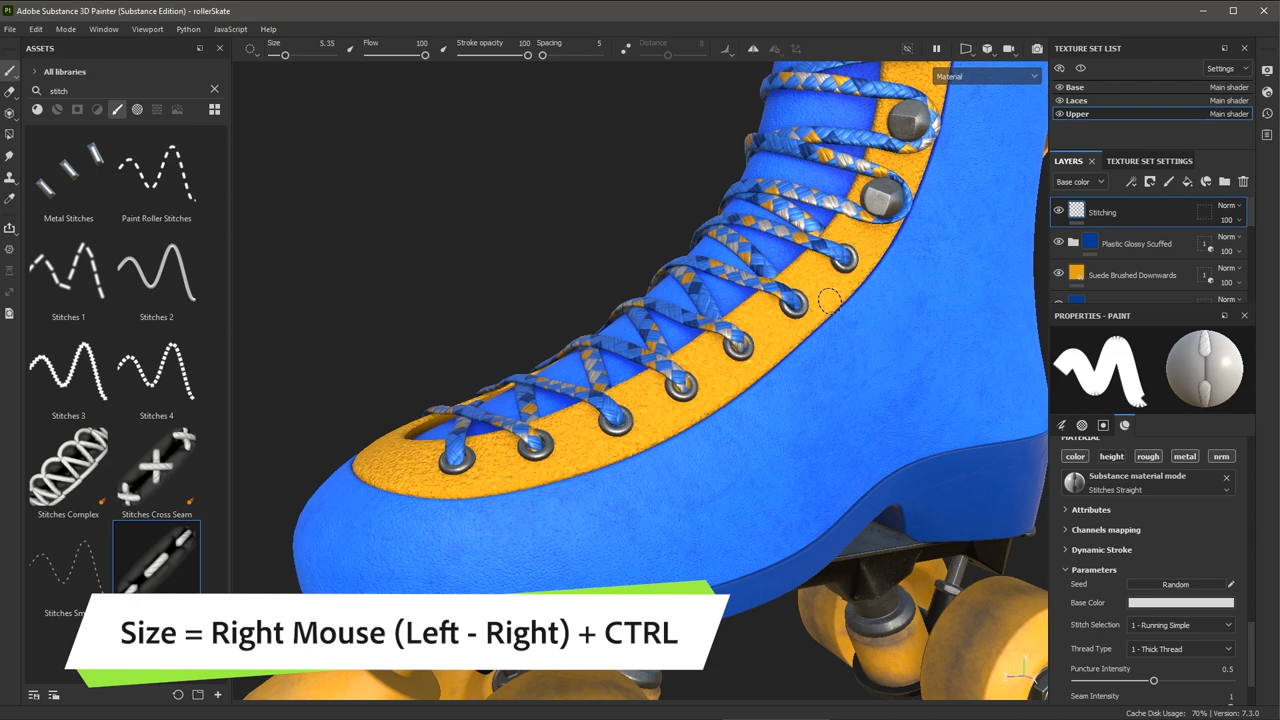 Adobe Substance 3D Painter (Substance Edition) - rollerSkate
File Edit Mode Window Viewport Python JavaScript Help
Size 5.35 Flow 100 Stroke opacity 100 Spacing 5 Distance 8
ASSETS
All libraries
stitch
Metal Stitches Paint Roller Stitches
Stitches 1 Stitches 2
Stitches 3 Stitches 4
Stitches Complex Stitches Cross Seam
Material
TEXTURE SET LIST
Settings
Base Main shader
Laces Main shader
Upper Main shader
LAYERS TEXTURE SET SETTINGS
Base color
Stitching Norm
100
Plastic Glossy Scuffed 1 Norm
100
Suede Brushed Downwards 1 Norm
100
Norm
PROPERTIES - PAINT
MATERIAL
color height rough metal nrm
Substance material mode
Stitches Straight
Attributes
Channels mapping
Dynamic Stroke
Parameters
Seed Random
Base Color
Stitch Selection 1 - Running Simple
Thread Type 1 - Thick Thread
Puncture Intensity 0.5
Seam Intensity 1
Size = Right Mouse (Left - Right) + CTRL
Cache Disk Usage: 70% | Version: 7.3.0